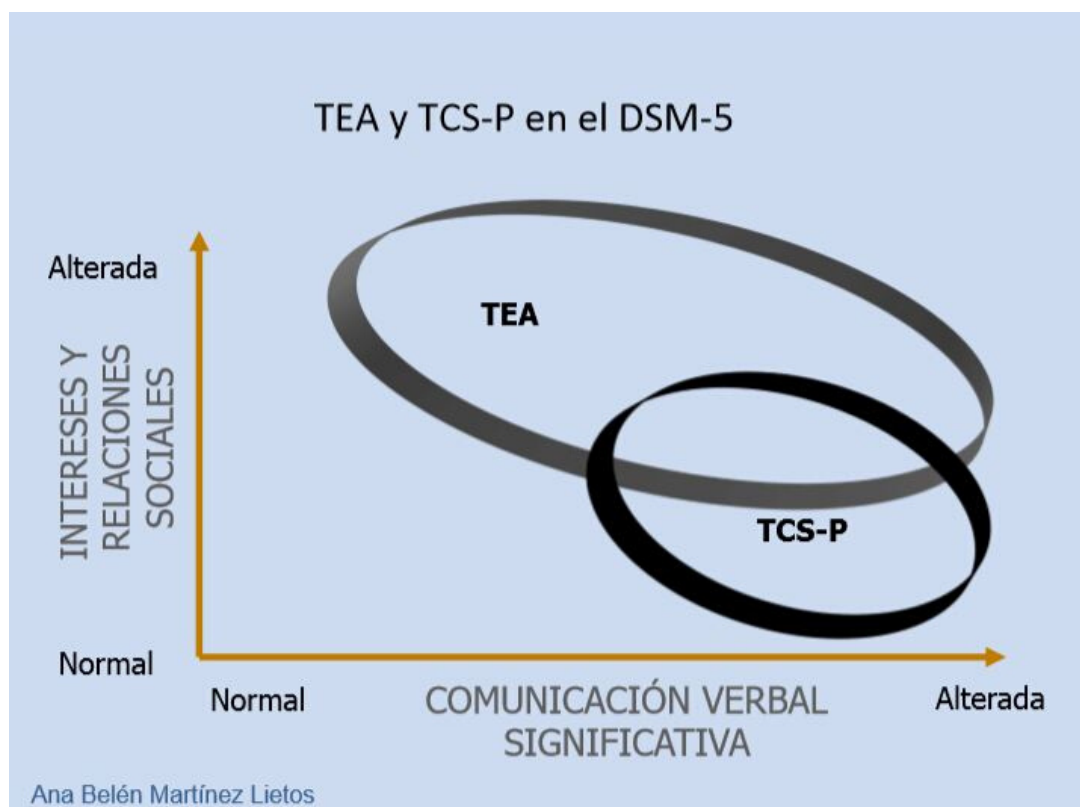 TEA y TCS-P en el DSM-5
Alterada
INTERESES Y
RELACIONES
SOCIALES
TEA
TCS-P
Normal
Normal
COMUNICACIÓN VERBAL
SIGNIFICATIVA
Alterada
Ana Belén Martínez Lietos